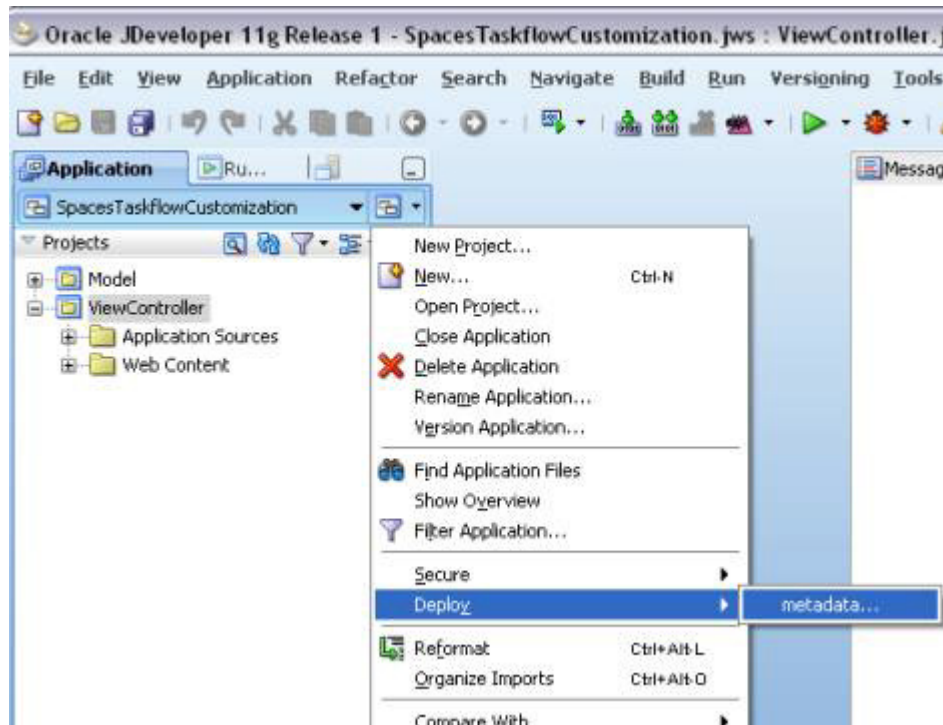 Oracle JDeveloper 11g Release 1 - SpacesTaskflowCustomization.jws : ViewController.j
File Edit View Application Refactor Search Navigate Build Run Versioning Tools
Application Ru... Messag
SpacesTaskflowCustomization
Projects
Model
ViewController
Application Sources
Web Content
New Project...
New... Ctrl-N
Open Project...
Close Application
Delete Application
Rename Application...
Version Application...
Find Application Files
Show Overview
Filter Application...
Secure
Deploy metadata...
Reformat Ctrl+Alt-L
Organize Imports Ctrl+Alt-O
Compare With